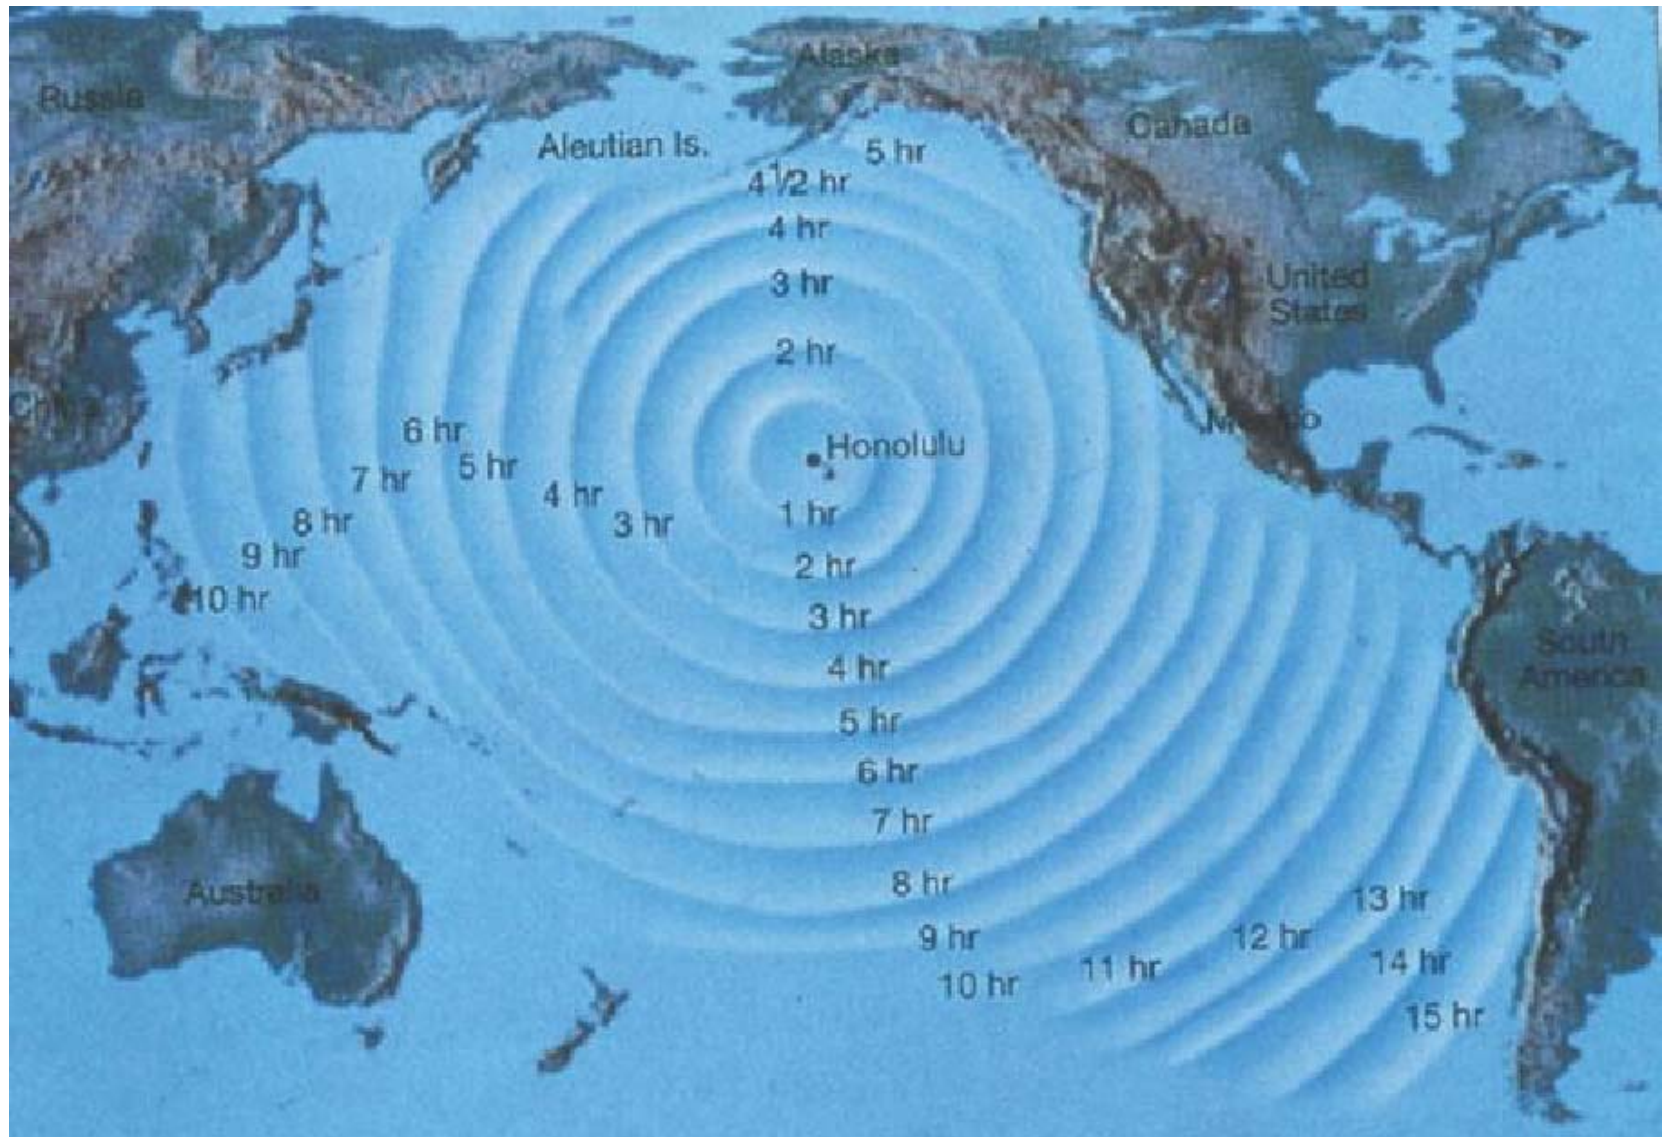 Alaska
Russia
Canada
Aleutian Is.
5 hr
4 1/2 hr
4 hr
3 hr
United
States
2 hr
6 hr
Honolulu
5 hr
7 hr
4 hr
1 hr
8 hr
3 hr
9 hr
2 hr
10 hr
3 hr
South
America
4 hr
5 hr
6 hr
7 hr
8 hr
Australia
13 hr
9 hr
12 hr
14 hr
11 hr
10 hr
15 hr